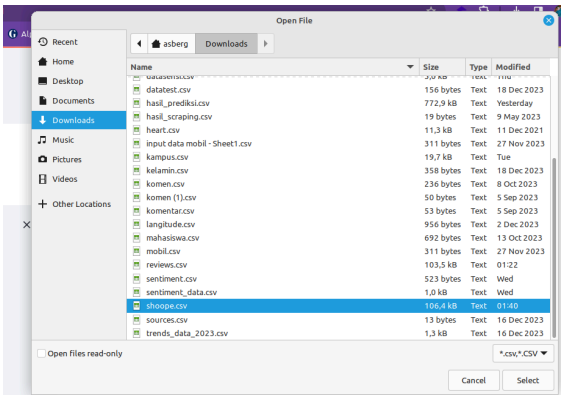 Open File
Recent
Home
Desktop
Documents
Downloads
Music
Pictures
Videos
Other Locations
asberg Downloads
Name Size Type Modified
datatest.csv 156 bytes Text 18 Dec 2023
hasil_prediksi.csv 772,9 kB Text Yesterday
hasil_scraping.csv 19 bytes Text 9 May 2023
heart.csv 11,3 kB Text 11 Dec 2021
input data mobil - Sheet1.csv 311 bytes Text 27 Nov 2023
kampus.csv 19,7 kB Text Tue
kelamin.csv 358 bytes Text 18 Dec 2023
komen.csv 236 bytes Text 8 Oct 2023
komen (1).csv 50 bytes Text 5 Sep 2023
komentar.csv 53 bytes Text 5 Sep 2023
langitude.csv 956 bytes Text 2 Dec 2023
mahasiswa.csv 692 bytes Text 13 Oct 2023
mobil.csv 311 bytes Text 27 Nov 2023
reviews.csv 103,5 kB Text 01:22
sentiment.csv 523 bytes Text Wed
sentiment_data.csv 1,0 kB Text Wed
shoope.csv 106,4 kB Text 01:40
sources.csv 13 bytes Text 16 Dec 2023
trends_data_2023.csv 1,3 kB Text 16 Dec 2023
Open files read-only
*.csv,*.CSV
Cancel Select